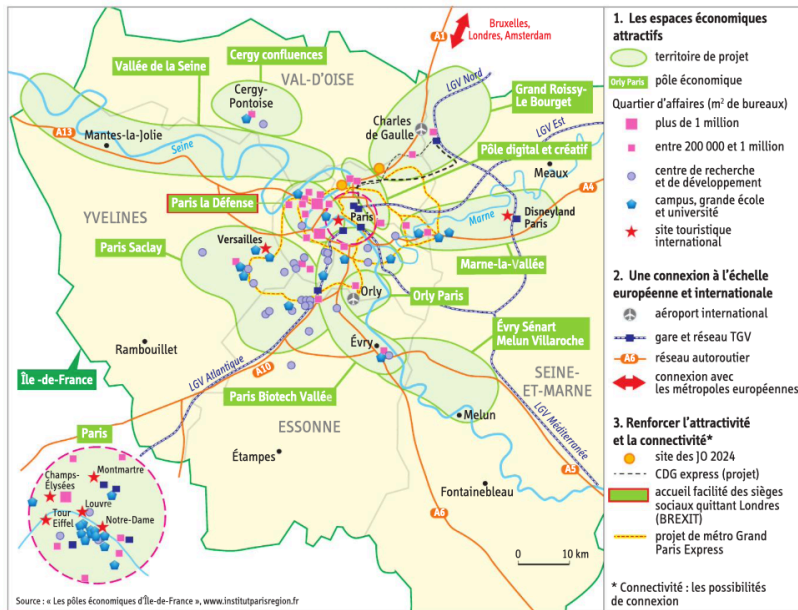 Bruxelles,
Londres, Amsterdam
A1
Vallée de la Seine
Cergy confluences
VAL-D'OISE
LGV Nord
Grand Roissy-
Le Bourget
Cergy-
Pontoise
Charles
de Gaulle
LGV Est
A13
Mantes-la-Jolie
Seine
Pôle digital et créatif
Meaux
A4
Marne
Paris la Défense
Paris
YVELINES
Disneyland
Paris
Versailles
Paris Saclay
Marne-la-Vallée
Orly
Orly Paris
Évry Sénart
Melun Villaroche
Rambouillet
Évry
LGV Atlantique
A10
SEINE-
ET-MARNE
Île -de-France
Paris Biotech Vallée
Melun
LGV Méditerranée
ESSONNE
Paris
Étampes
A5
Fontainebleau
A6
Montmartre
Champs-
Élysées
Louvre
Tour
Eiffel
Notre-Dame
0 10 km
Source : « Les pôles économiques d'Île-de-France », www.institutparisregion.fr
1. Les espaces économiques
attractifs
territoire de projet
Orly Paris pôle économique
Quartier d'affaires (m² de bureaux)
plus de 1 million
entre 200 000 et 1 million
centre de recherche
et de développement
campus, grande école
et université
site touristique
international
2. Une connexion à l'échelle
européenne et internationale
aéroport international
gare et réseau TGV
A6 réseau autoroutier
connexion avec
les métropoles européennes
3. Renforcer l'attractivité
et la connectivité*
site des JO 2024
CDG express (projet)
accueil facilité des sièges
sociaux quittant Londres
(BREXIT)
projet de métro Grand
Paris Express
* Connectivité : les possibilités
de connexion